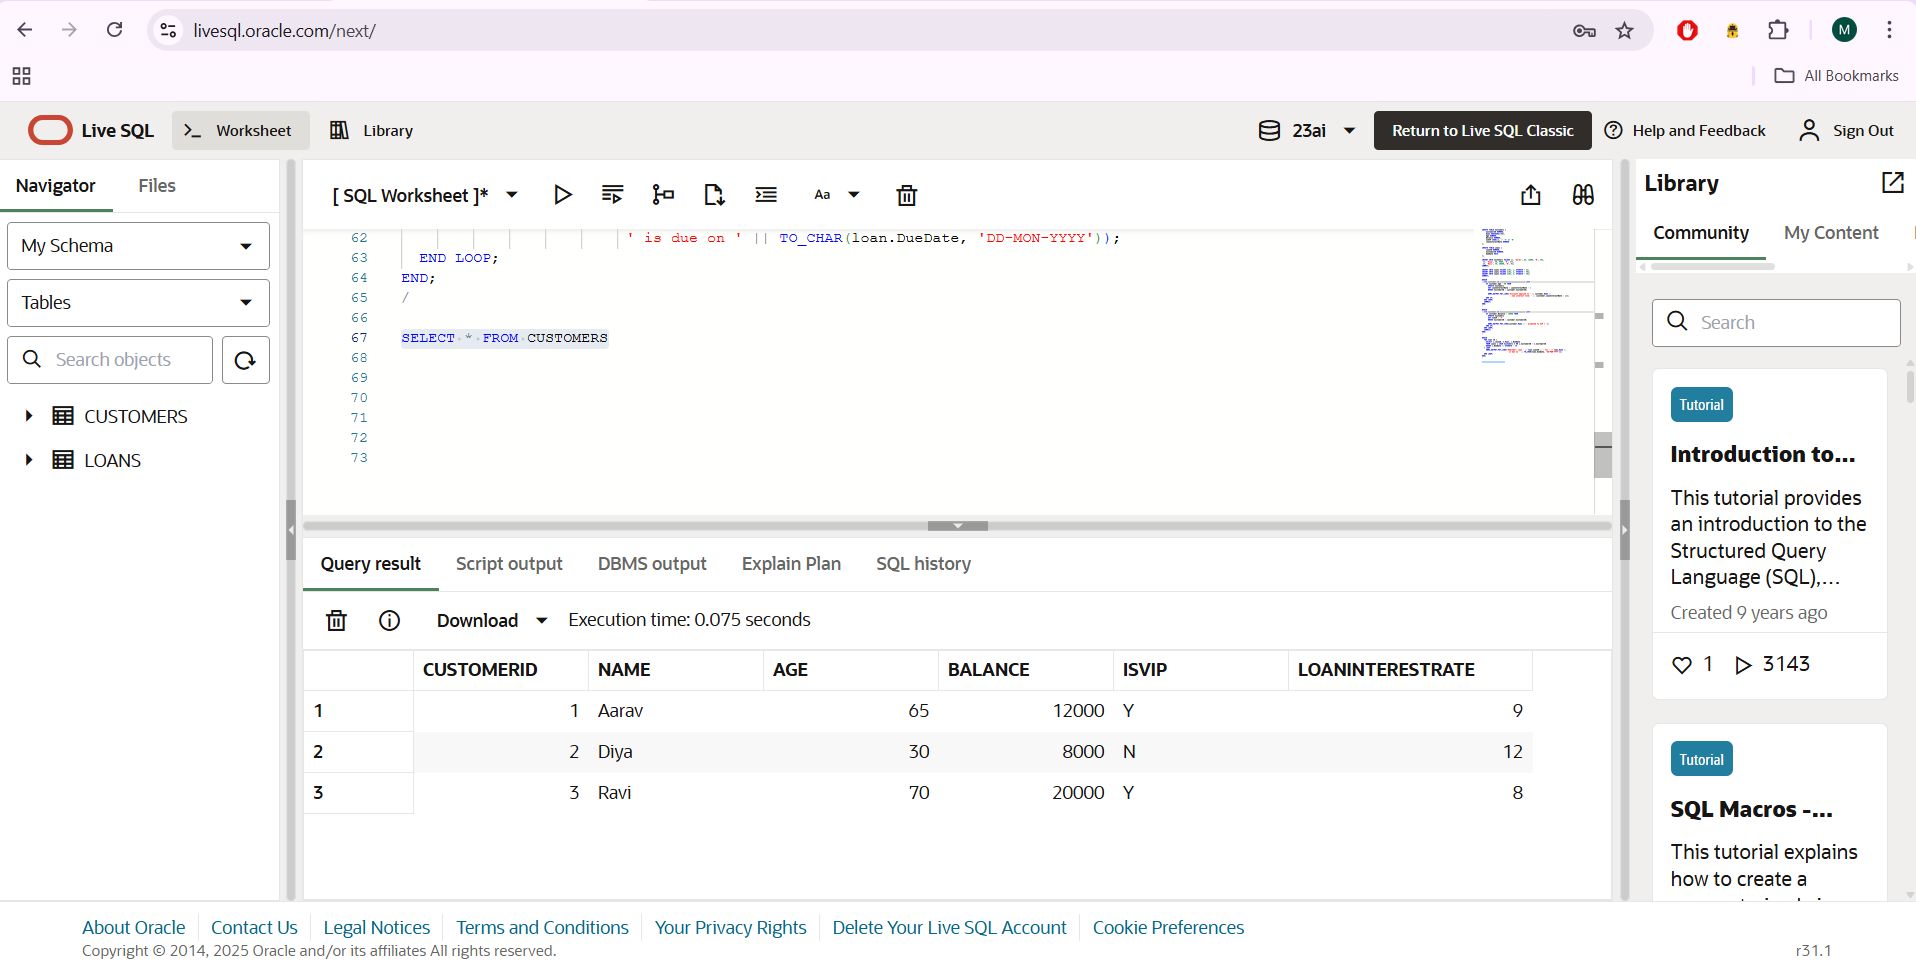 livesql.oracle.com/next/
M
All Bookmarks
Live SQL
Worksheet
Library
23ai
Return to Live SQL Classic
Help and Feedback
Sign Out
Navigator
Files
My Schema
Tables
Search objects
CUSTOMERS
LOANS
[ SQL Worksheet ]*
Aa
62 ' is due on ' || TO_CHAR(loan.DueDate, 'DD-MON-YYYY'));
63 END LOOP;
64 END;
65 /
66
67 SELECT * FROM CUSTOMERS
68
69
70
71
72
73
Query result
Script output
DBMS output
Explain Plan
SQL history
Download
Execution time: 0.075 seconds
CUSTOMERID NAME AGE BALANCE ISVIP LOANINTERESTRATE
1 1 Aarav 65 12000 Y 9
2 2 Diya 30 8000 N 12
3 3 Ravi 70 20000 Y 8
Library
Community
My Content
Search
Tutorial
Introduction to...
This tutorial provides
an introduction to the
Structured Query
Language (SQL),...
Created 9 years ago
1 3143
Tutorial
SQL Macros -...
This tutorial explains
how to create a
About Oracle
Contact Us
Legal Notices
Terms and Conditions
Your Privacy Rights
Delete Your Live SQL Account
Cookie Preferences
Copyright © 2014, 2025 Oracle and/or its affiliates All rights reserved.
r31.1